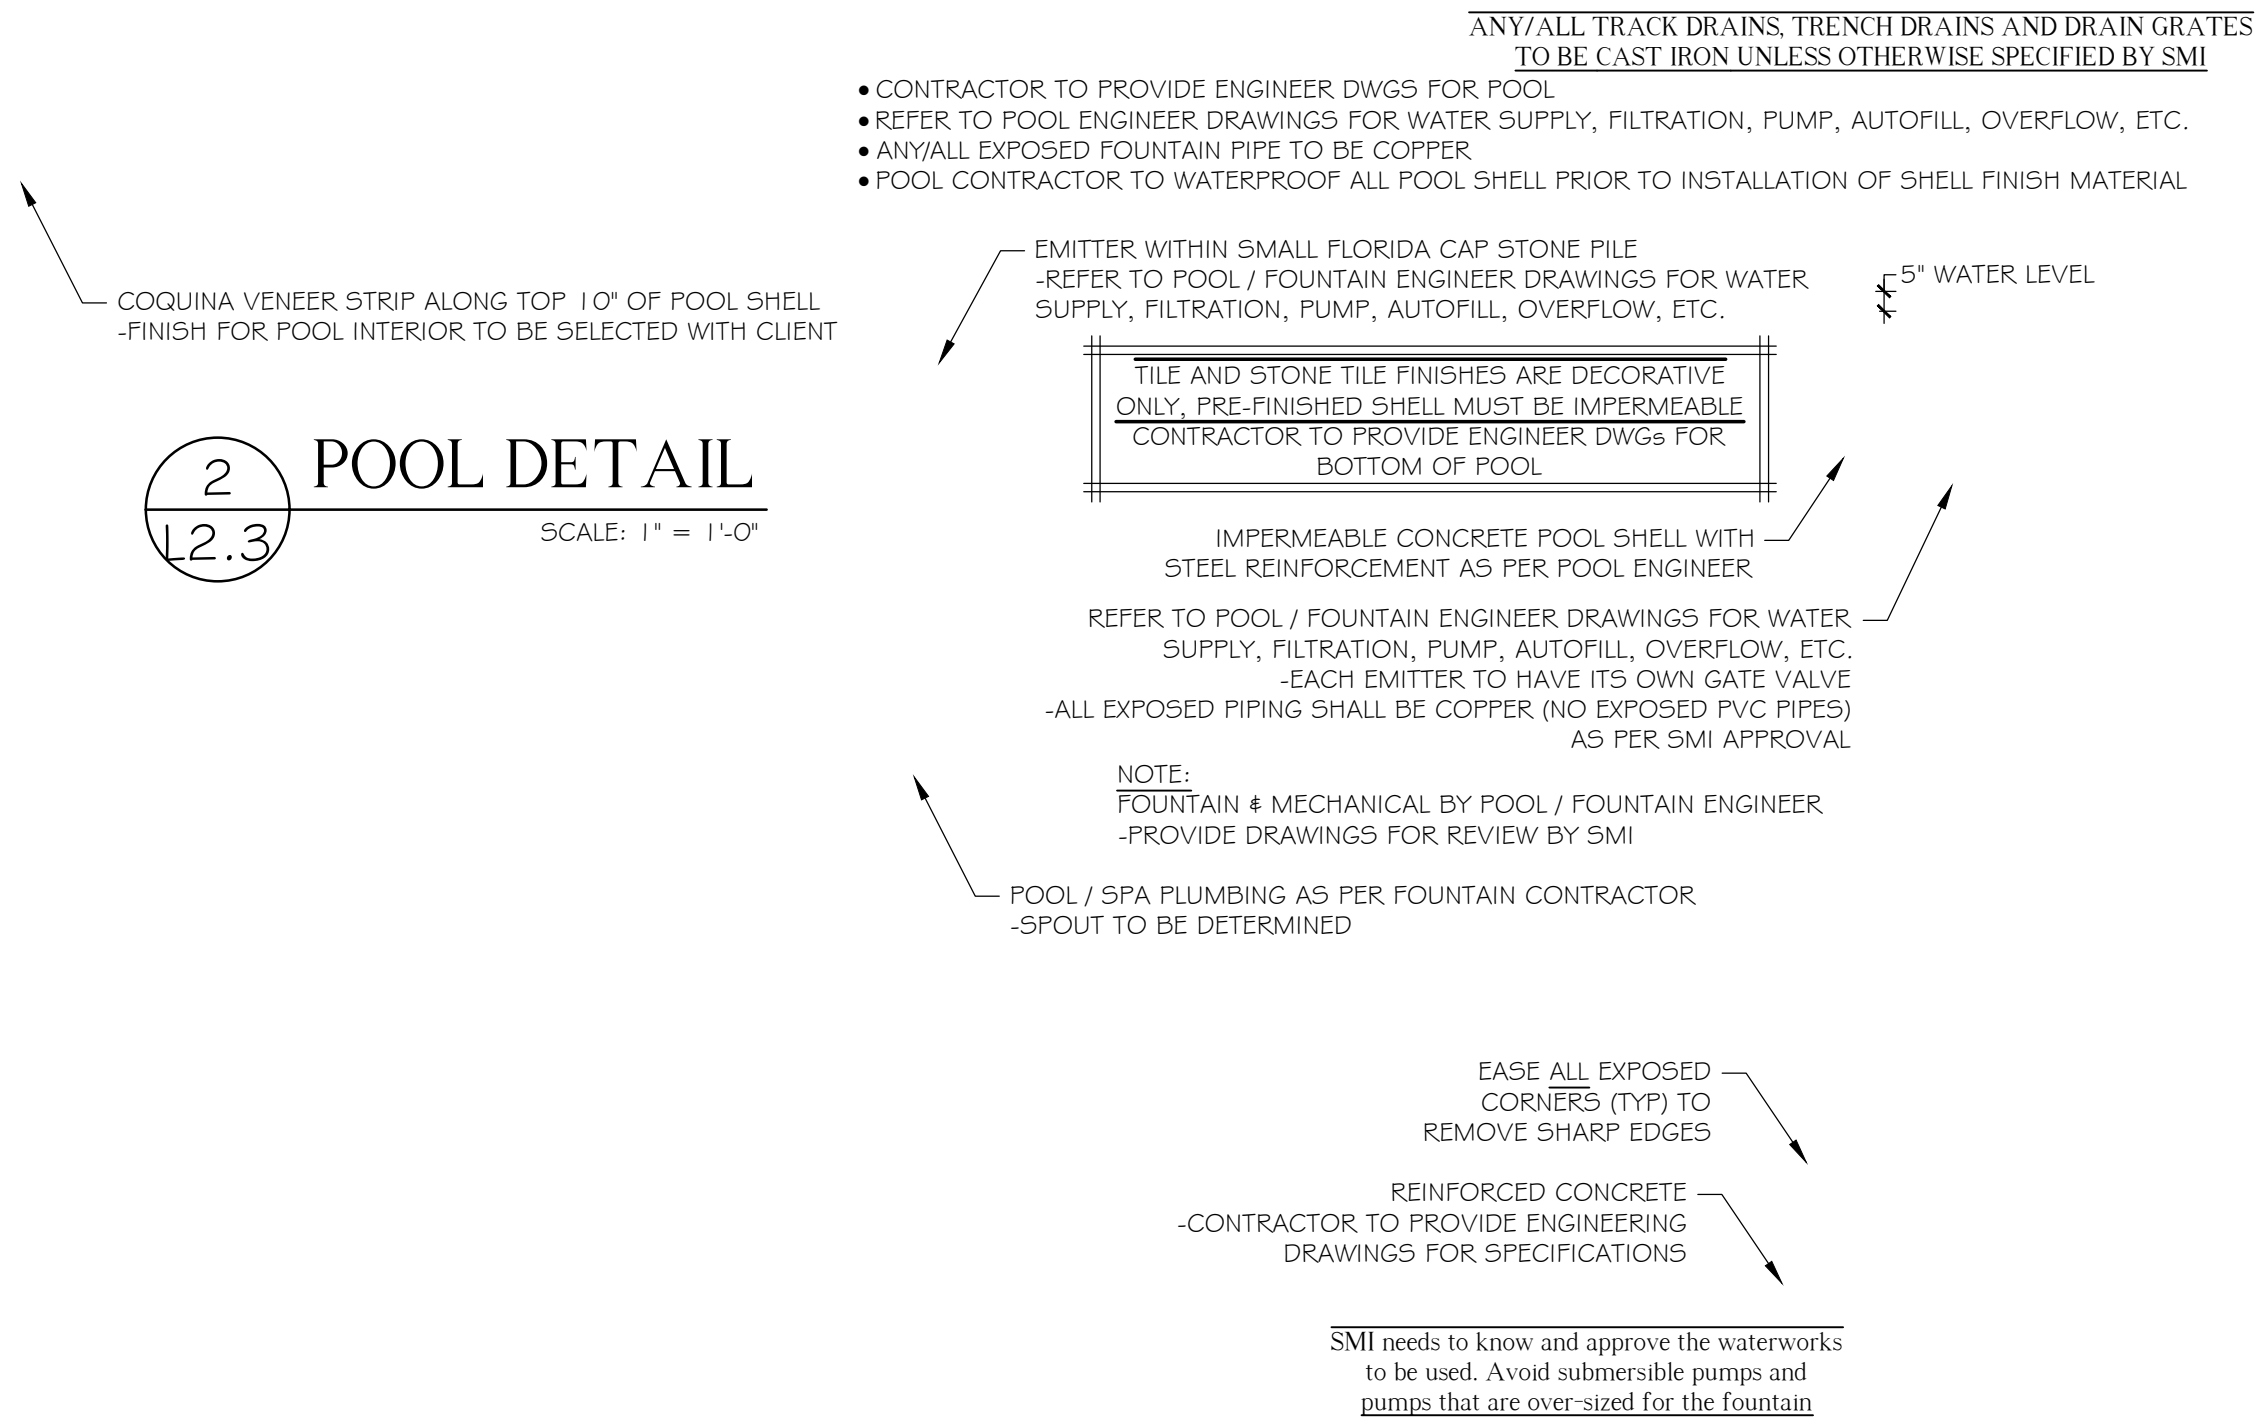 ANY/ALL TRACK DRAINS, TRENCH DRAINS AND DRAIN GRATES
TO BE CAST IRON UNLESS OTHERWISE SPECIFIED BY SMI
• CONTRACTOR TO PROVIDE ENGINEER DWGS FOR POOL
• REFER TO POOL ENGINEER DRAWINGS FOR WATER SUPPLY, FILTRATION, PUMP, AUTOFILL, OVERFLOW, ETC.
• ANY/ALL EXPOSED FOUNTAIN PIPE TO BE COPPER
• POOL CONTRACTOR TO WATERPROOF ALL POOL SHELL PRIOR TO INSTALLATION OF SHELL FINISH MATERIAL
COQUINA VENEER STRIP ALONG TOP 10" OF POOL SHELL
-FINISH FOR POOL INTERIOR TO BE SELECTED WITH CLIENT
EMITTER WITHIN SMALL FLORIDA CAP STONE PILE
-REFER TO POOL / FOUNTAIN ENGINEER DRAWINGS FOR WATER
SUPPLY, FILTRATION, PUMP, AUTOFILL, OVERFLOW, ETC.
5" WATER LEVEL
TILE AND STONE TILE FINISHES ARE DECORATIVE
ONLY, PRE-FINISHED SHELL MUST BE IMPERMEABLE
CONTRACTOR TO PROVIDE ENGINEER DWGs FOR
BOTTOM OF POOL
2
L2.3
POOL DETAIL
SCALE: 1" = 1'-0"
IMPERMEABLE CONCRETE POOL SHELL WITH
STEEL REINFORCEMENT AS PER POOL ENGINEER
REFER TO POOL / FOUNTAIN ENGINEER DRAWINGS FOR WATER
SUPPLY, FILTRATION, PUMP, AUTOFILL, OVERFLOW, ETC.
-EACH EMITTER TO HAVE ITS OWN GATE VALVE
-ALL EXPOSED PIPING SHALL BE COPPER (NO EXPOSED PVC PIPES)
AS PER SMI APPROVAL
NOTE:
FOUNTAIN & MECHANICAL BY POOL / FOUNTAIN ENGINEER
-PROVIDE DRAWINGS FOR REVIEW BY SMI
POOL / SPA PLUMBING AS PER FOUNTAIN CONTRACTOR
-SPOUT TO BE DETERMINED
EASE ALL EXPOSED
CORNERS (TYP) TO
REMOVE SHARP EDGES
REINFORCED CONCRETE
-CONTRACTOR TO PROVIDE ENGINEERING
DRAWINGS FOR SPECIFICATIONS
SMI needs to know and approve the waterworks
to be used. Avoid submersible pumps and
pumps that are over-sized for the fountain